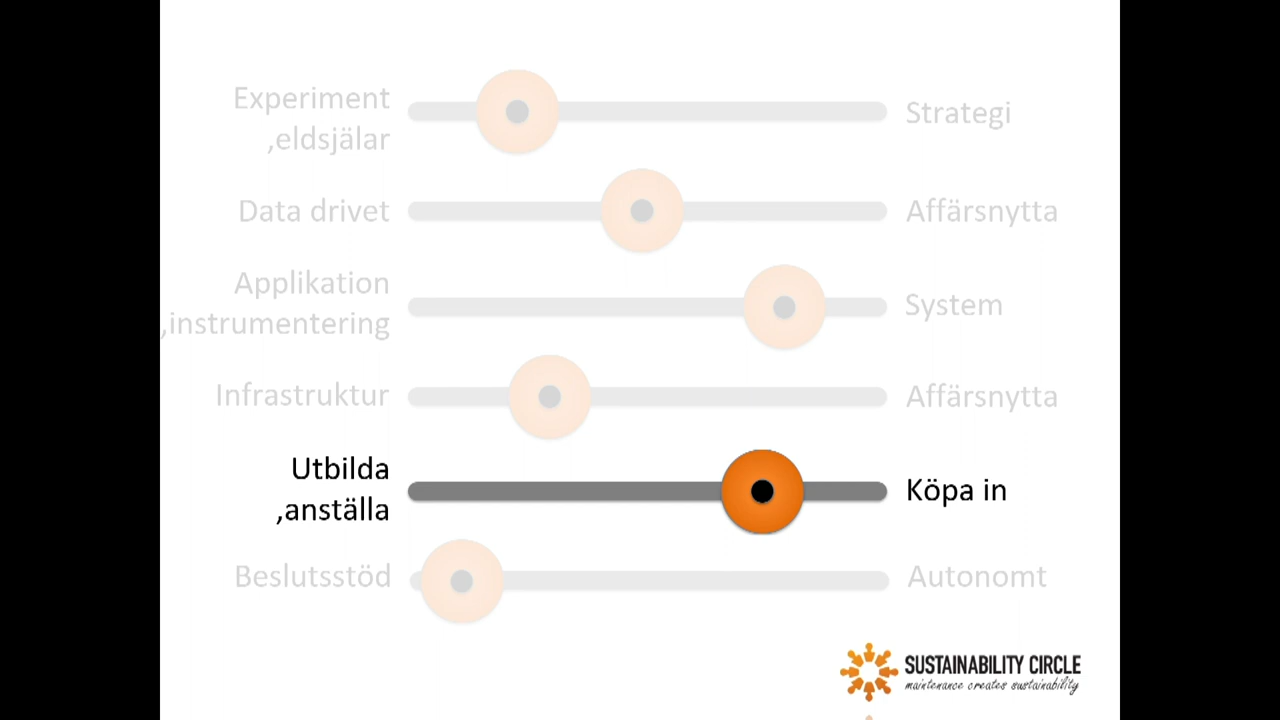 Experiment
,eldsjälar
Strategi
Data drivet
Affärsnytta
Applikation
,instrumentering
System
Infrastruktur
Affärsnytta
Utbilda
,anställa
Köpa in
Beslutsstöd
Autonomt
SUSTAINABILITY CIRCLE
maintenance creates sustainability